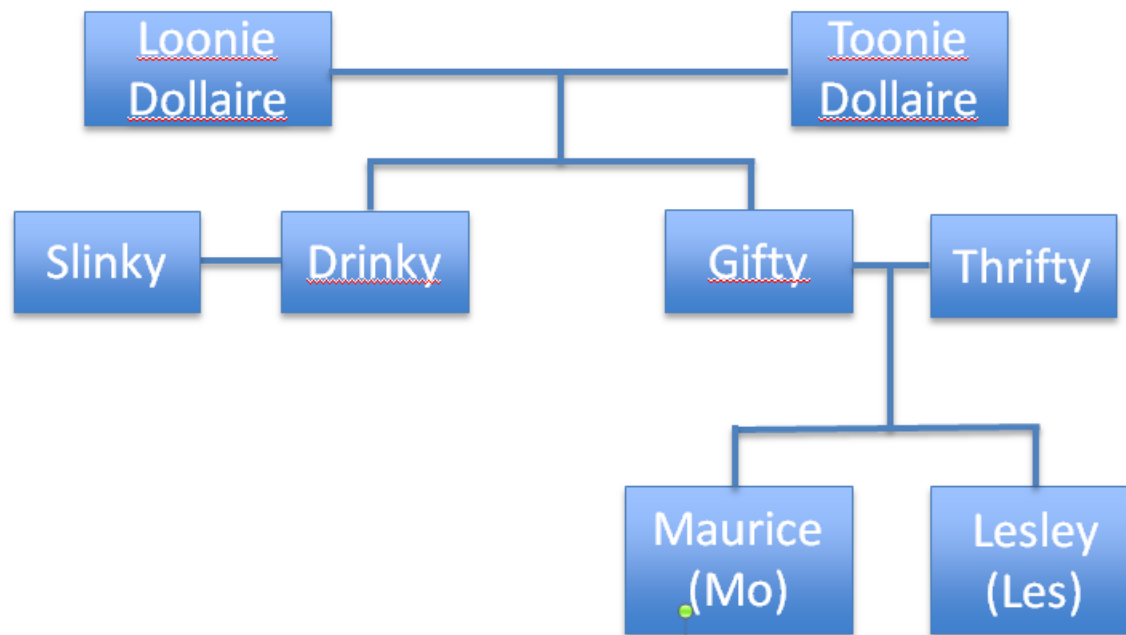 Loonie
Dollaire
Toonie
Dollaire
Slinky
Drinky
Gifty
Thrifty
Maurice
(Mo)
Lesley
(Les)